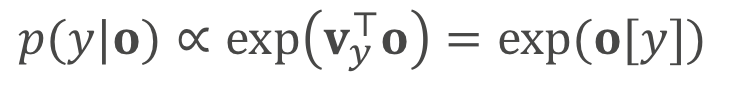 p(y|𝐨) ∝ exp(𝐯_y^⊤ 𝐨) = exp(𝐨[y])